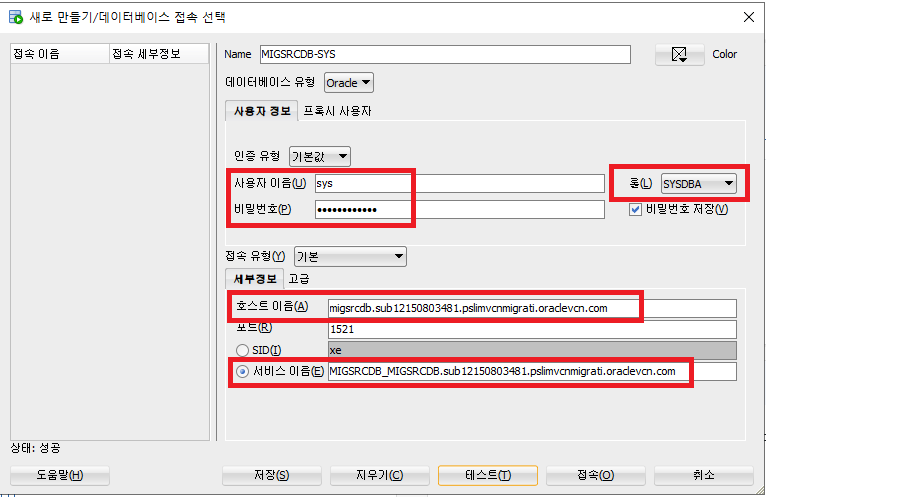 새로 만들기/데이터베이스 접속 선택
접속 이름 접속 세부정보
Name MIGSRCDB-SYS Color
데이터베이스 유형 Oracle
사용자 정보 프록시 사용자
인증 유형 기본값
사용자 이름(U) sys 롤(L) SYSDBA
비밀번호(P) •••••••••••• 비밀번호 저장(V)
접속 유형(Y) 기본
세부정보 고급
호스트 이름(A) migsrcdb.sub12150803481.pslimvcnmigrati.oraclevcn.com
포트(R) 1521
SID(I) xe
서비스 이름(E) MIGSRCDB_MIGSRCDB.sub12150803481.pslimvcnmigrati.oraclevcn.com
상태: 성공
도움말(H) 저장(S) 지우기(C) 테스트(T) 접속(O) 취소